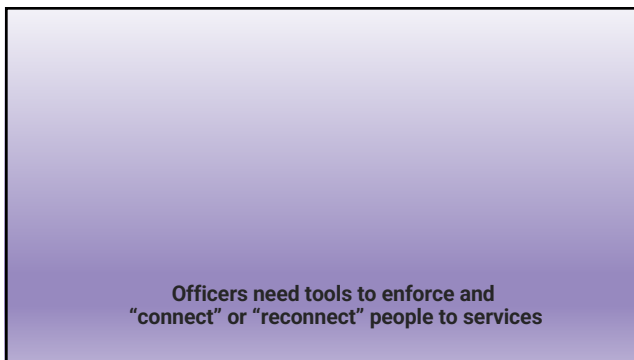 Officers need tools to enforce and
“connect” or “reconnect” people to services